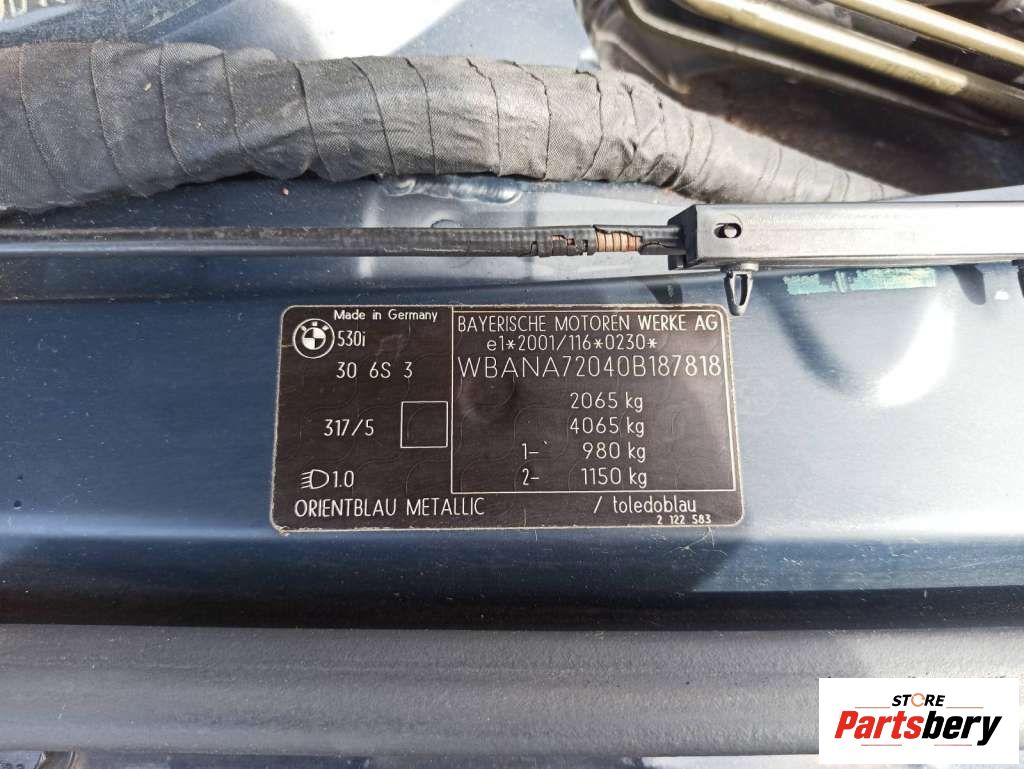 Made in Germany
530i
30 6S 3
317/5
1.0
BAYERISCHE MOTOREN WERKE AG
e1*2001/116*0230*
WBANA72040B187818
2065 kg
4065 kg
1- 980 kg
2- 1150 kg
ORIENTBLAU METALLIC / toledoblau
2 122 583
STORE
Partsbery